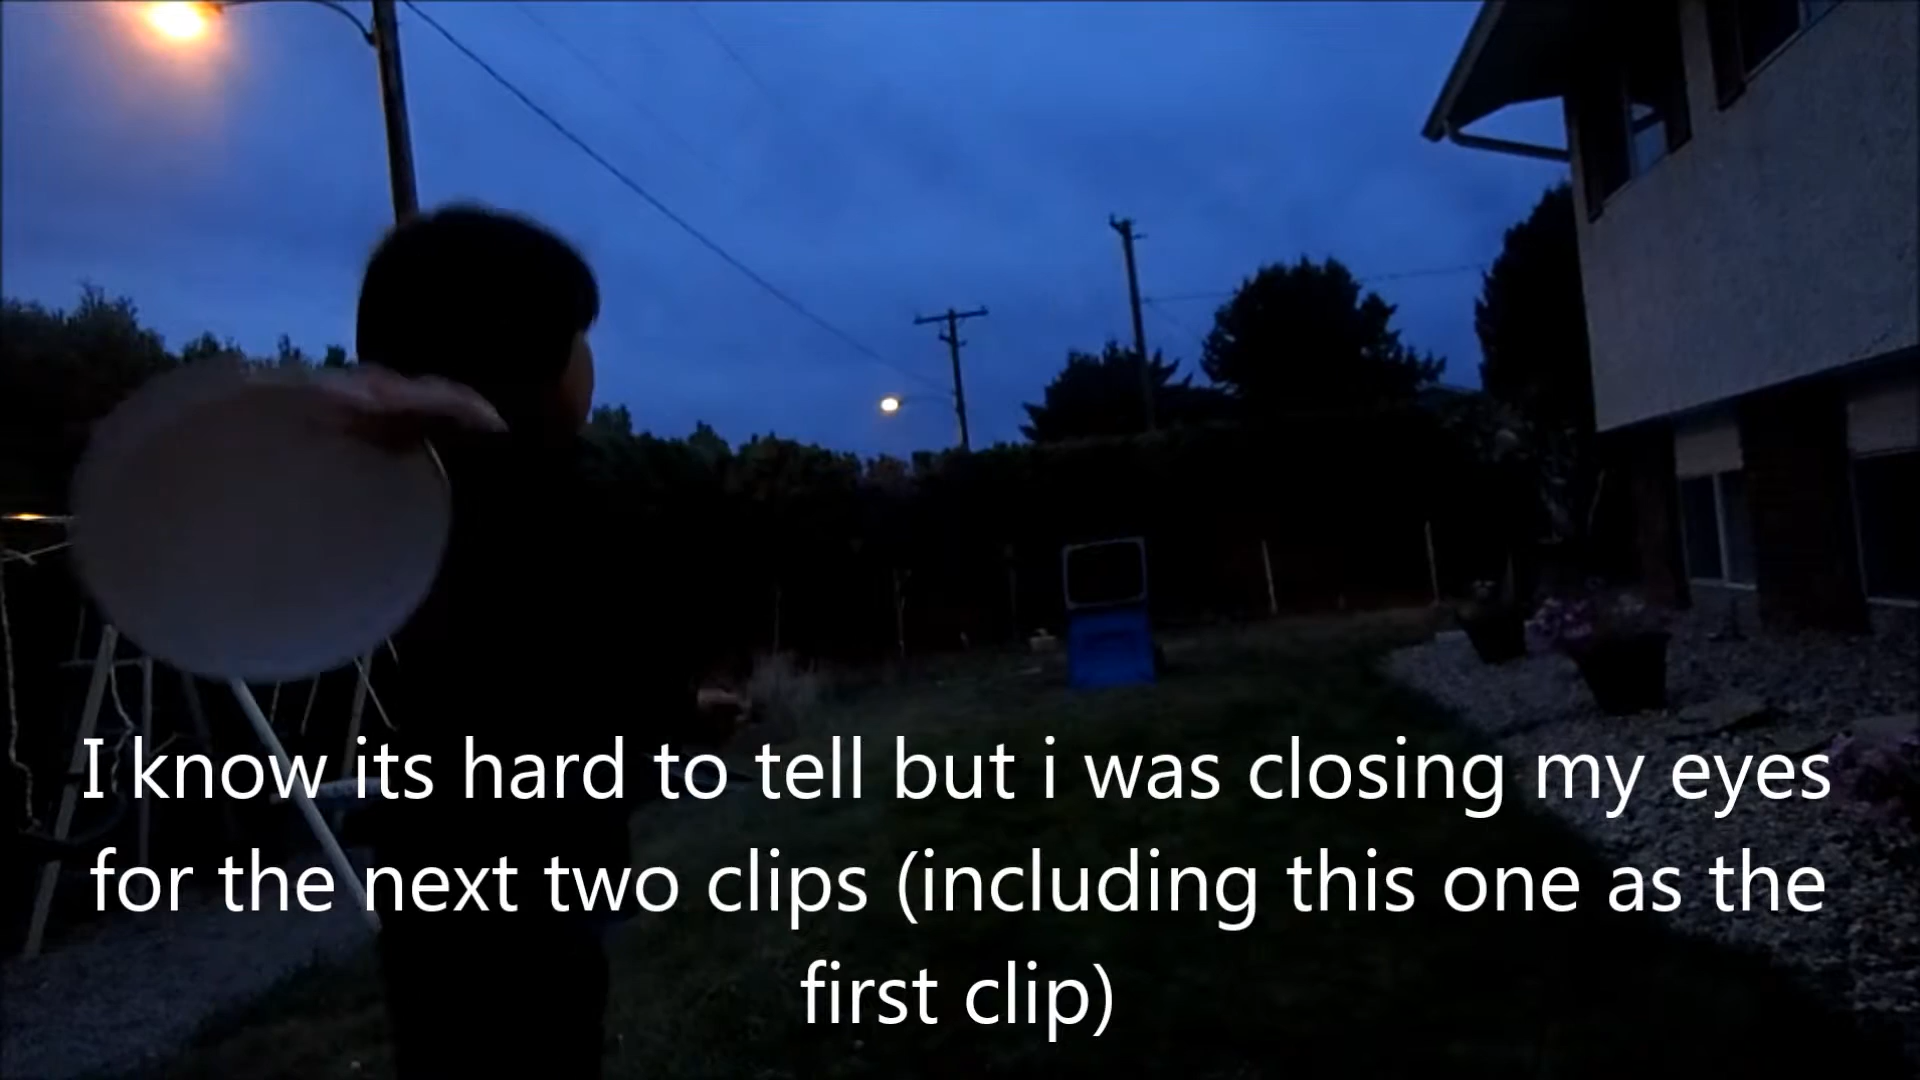 I know its hard to tell but i was closing my eyes
for the next two clips (including this one as the
first clip)